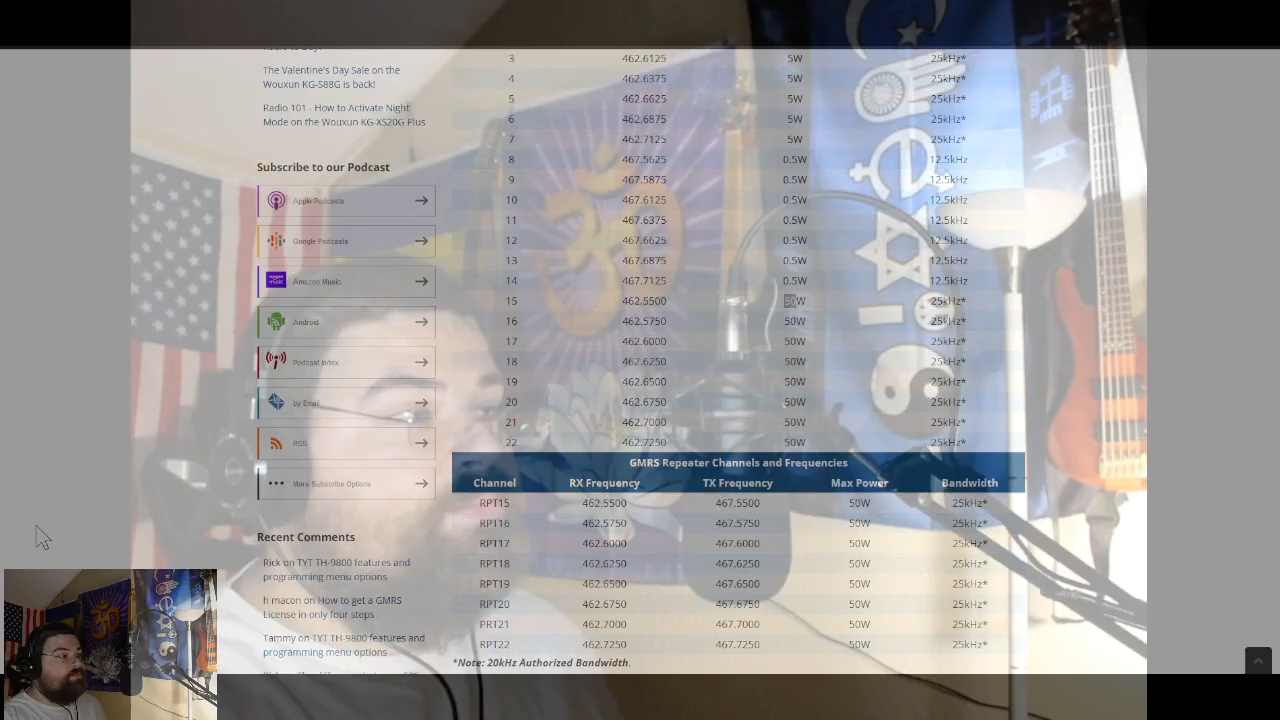 The Valentine's Day Sale on the
Wouxun KG-S88G is back!
Radio 101 - How to Activate Night
Mode on the Wouxun KG-XS20G Plus
Subscribe to our Podcast
Apple Podcasts
Google Podcasts
Amazon Music
Android
Podcast Index
by Email
RSS
More Subscribe Options
Recent Comments
Rick on TYT TH-9800 features and
programming menu options
h macon on How to get a GMRS
License in only four steps
Tammy on TYT TH-9800 features and
programming menu options
3 462.6125 5W 25kHz*
4 462.6375 5W 25kHz*
5 462.6625 5W 25kHz*
6 462.6875 5W 25kHz*
7 462.7125 5W 25kHz*
8 467.5625 0.5W 12.5kHz
9 467.5875 0.5W 12.5kHz
10 467.6125 0.5W 12.5kHz
11 467.6375 0.5W 12.5kHz
12 467.6625 0.5W 12.5kHz
13 467.6875 0.5W 12.5kHz
14 467.7125 0.5W 12.5kHz
15 462.5500 50W 25kHz*
16 462.5750 50W 25kHz*
17 462.6000 50W 25kHz*
18 462.6250 50W 25kHz*
19 462.6500 50W 25kHz*
20 462.6750 50W 25kHz*
21 462.7000 50W 25kHz*
22 462.7250 50W 25kHz*
GMRS Repeater Channels and Frequencies
Channel RX Frequency TX Frequency Max Power Bandwidth
RPT15 462.5500 467.5500 50W 25kHz*
RPT16 462.5750 467.5750 50W 25kHz*
RPT17 462.6000 467.6000 50W 25kHz*
RPT18 462.6250 467.6250 50W 25kHz*
RPT19 462.6500 467.6500 50W 25kHz*
RPT20 462.6750 467.6750 50W 25kHz*
PRT21 462.7000 467.7000 50W 25kHz*
RPT22 462.7250 467.7250 50W 25kHz*
*Note: 20kHz Authorized Bandwidth.